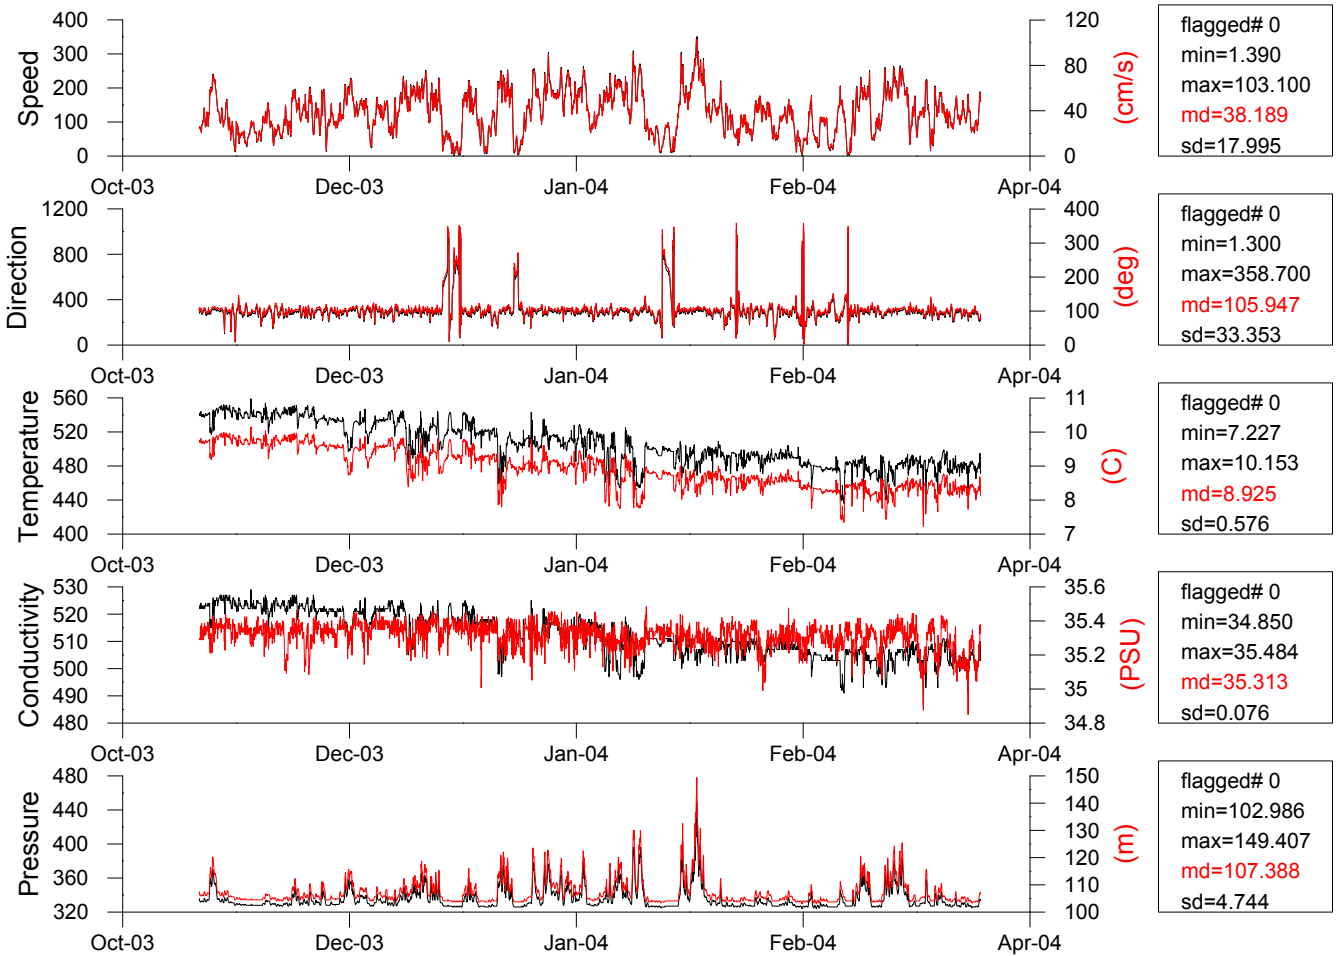 400
300
200
100
0
Speed
120
80
40
0
(cm/s)
Oct-03
Dec-03
Jan-04
Feb-04
Apr-04
flagged# 0
min=1.390
max=103.100
md=38.189
sd=17.995
1200
800
400
0
Direction
400
300
200
100
0
(deg)
Oct-03
Dec-03
Jan-04
Feb-04
Apr-04
flagged# 0
min=1.300
max=358.700
md=105.947
sd=33.353
560
520
480
440
400
Temperature
11
10
9
8
7
(C)
Oct-03
Dec-03
Jan-04
Feb-04
Apr-04
flagged# 0
min=7.227
max=10.153
md=8.925
sd=0.576
530
520
510
500
490
480
Conductivity
35.6
35.4
35.2
35
34.8
(PSU)
Oct-03
Dec-03
Jan-04
Feb-04
Apr-04
flagged# 0
min=34.850
max=35.484
md=35.313
sd=0.076
480
440
400
360
320
Pressure
150
140
130
120
110
100
(m)
Oct-03
Dec-03
Jan-04
Feb-04
Apr-04
flagged# 0
min=102.986
max=149.407
md=107.388
sd=4.744